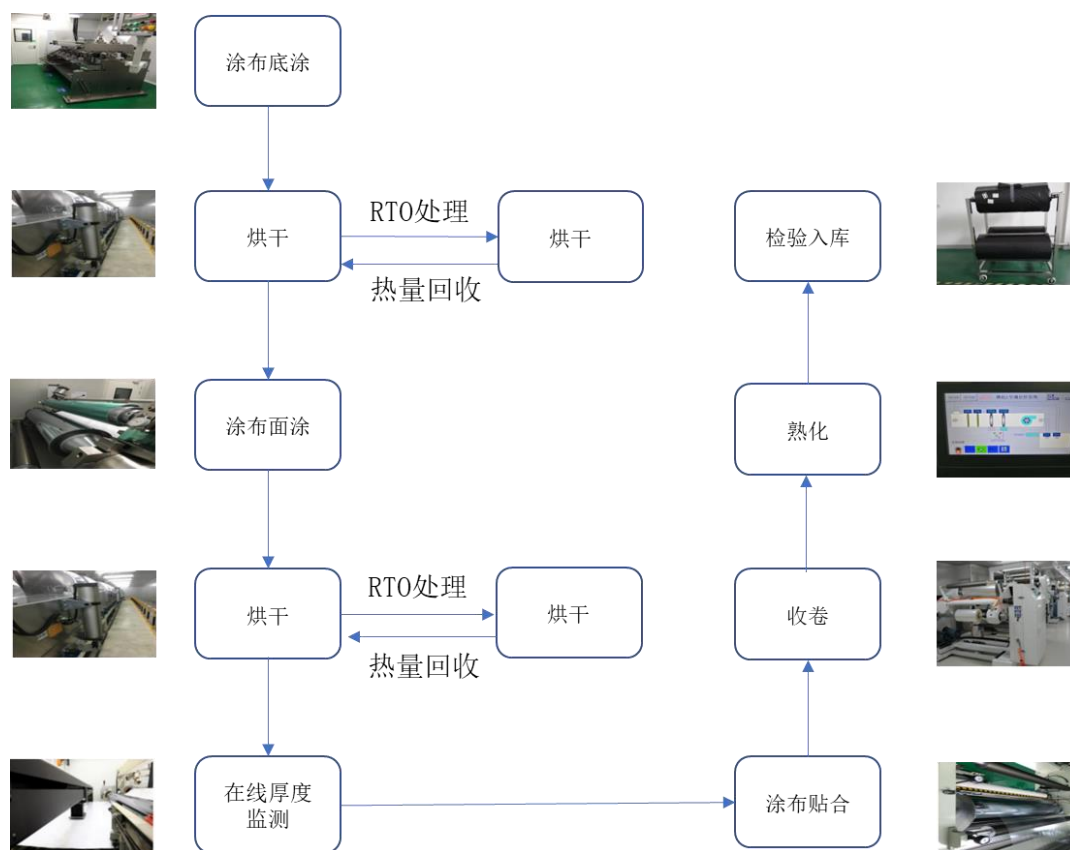 涂布底涂
烘干
RTO处理
热量回收
烘干
检验入库
涂布面涂
熟化
烘干
RTO处理
热量回收
烘干
收卷
在线厚度
监测
涂布贴合